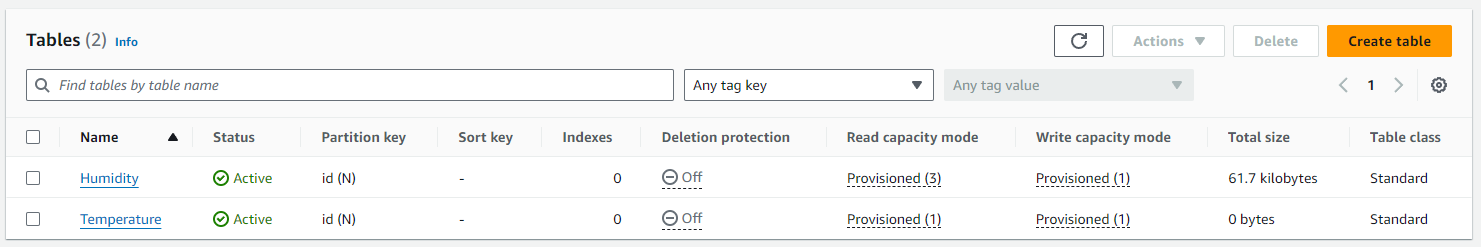 Tables (2) Info Actions Delete Create table
Find tables by table name Any tag key Any tag value 1
Name Status Partition key Sort key Indexes Deletion protection Read capacity mode Write capacity mode Total size Table class
Humidity Active id (N) - 0 Off Provisioned (3) Provisioned (1) 61.7 kilobytes Standard
Temperature Active id (N) - 0 Off Provisioned (1) Provisioned (1) 0 bytes Standard